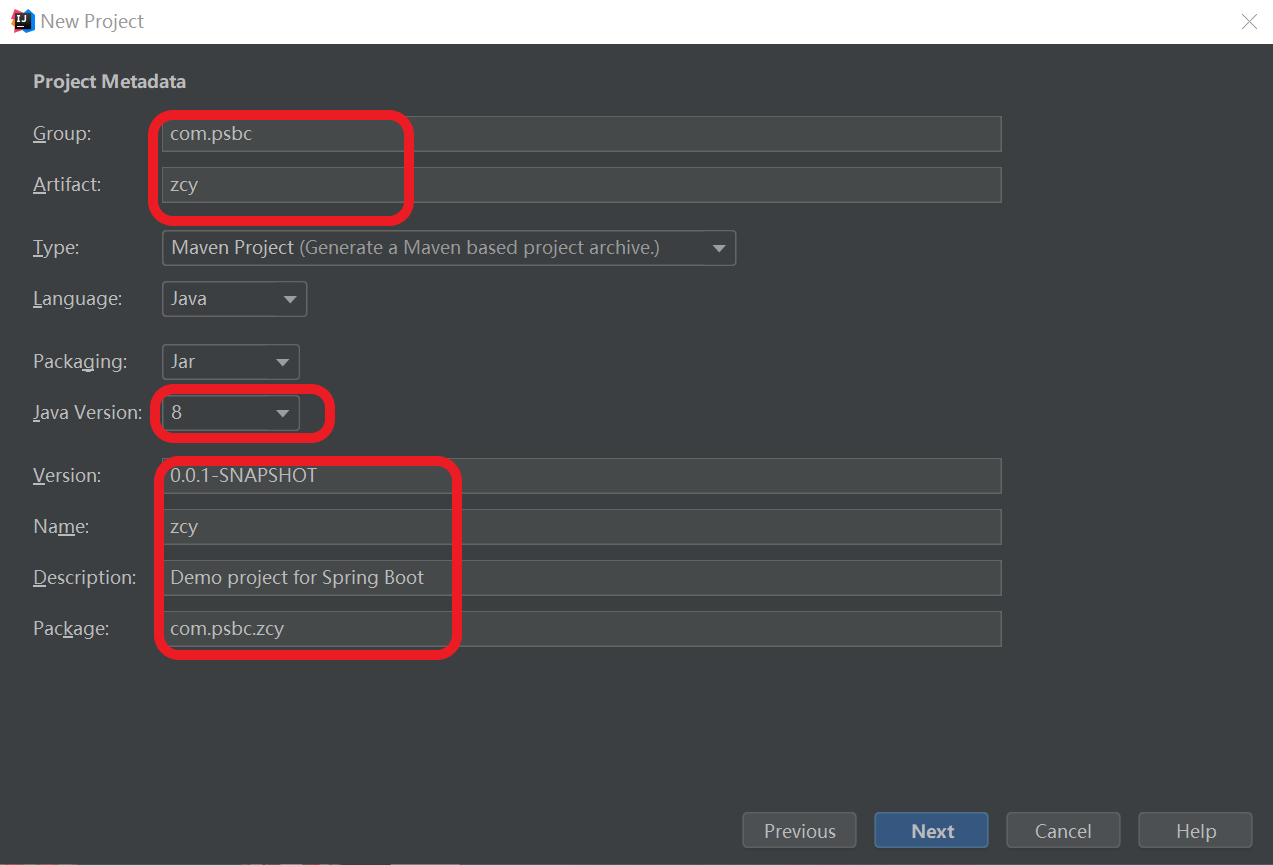 IJ New Project
Project Metadata
Group: com.psbc
Artifact: zcy
Type: Maven Project (Generate a Maven based project archive.)
Language: Java
Packaging: Jar
Java Version: 8
Version: 0.0.1-SNAPSHOT
Name: zcy
Description: Demo project for Spring Boot
Package: com.psbc.zcy
Previous Next Cancel Help